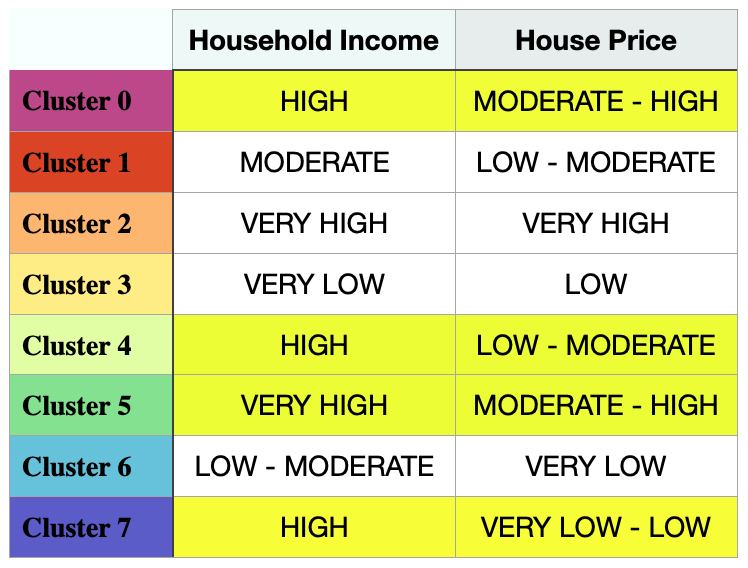 Household Income House Price
Cluster 0 HIGH MODERATE - HIGH
Cluster 1 MODERATE LOW - MODERATE
Cluster 2 VERY HIGH VERY HIGH
Cluster 3 VERY LOW LOW
Cluster 4 HIGH LOW - MODERATE
Cluster 5 VERY HIGH MODERATE - HIGH
Cluster 6 LOW - MODERATE VERY LOW
Cluster 7 HIGH VERY LOW - LOW